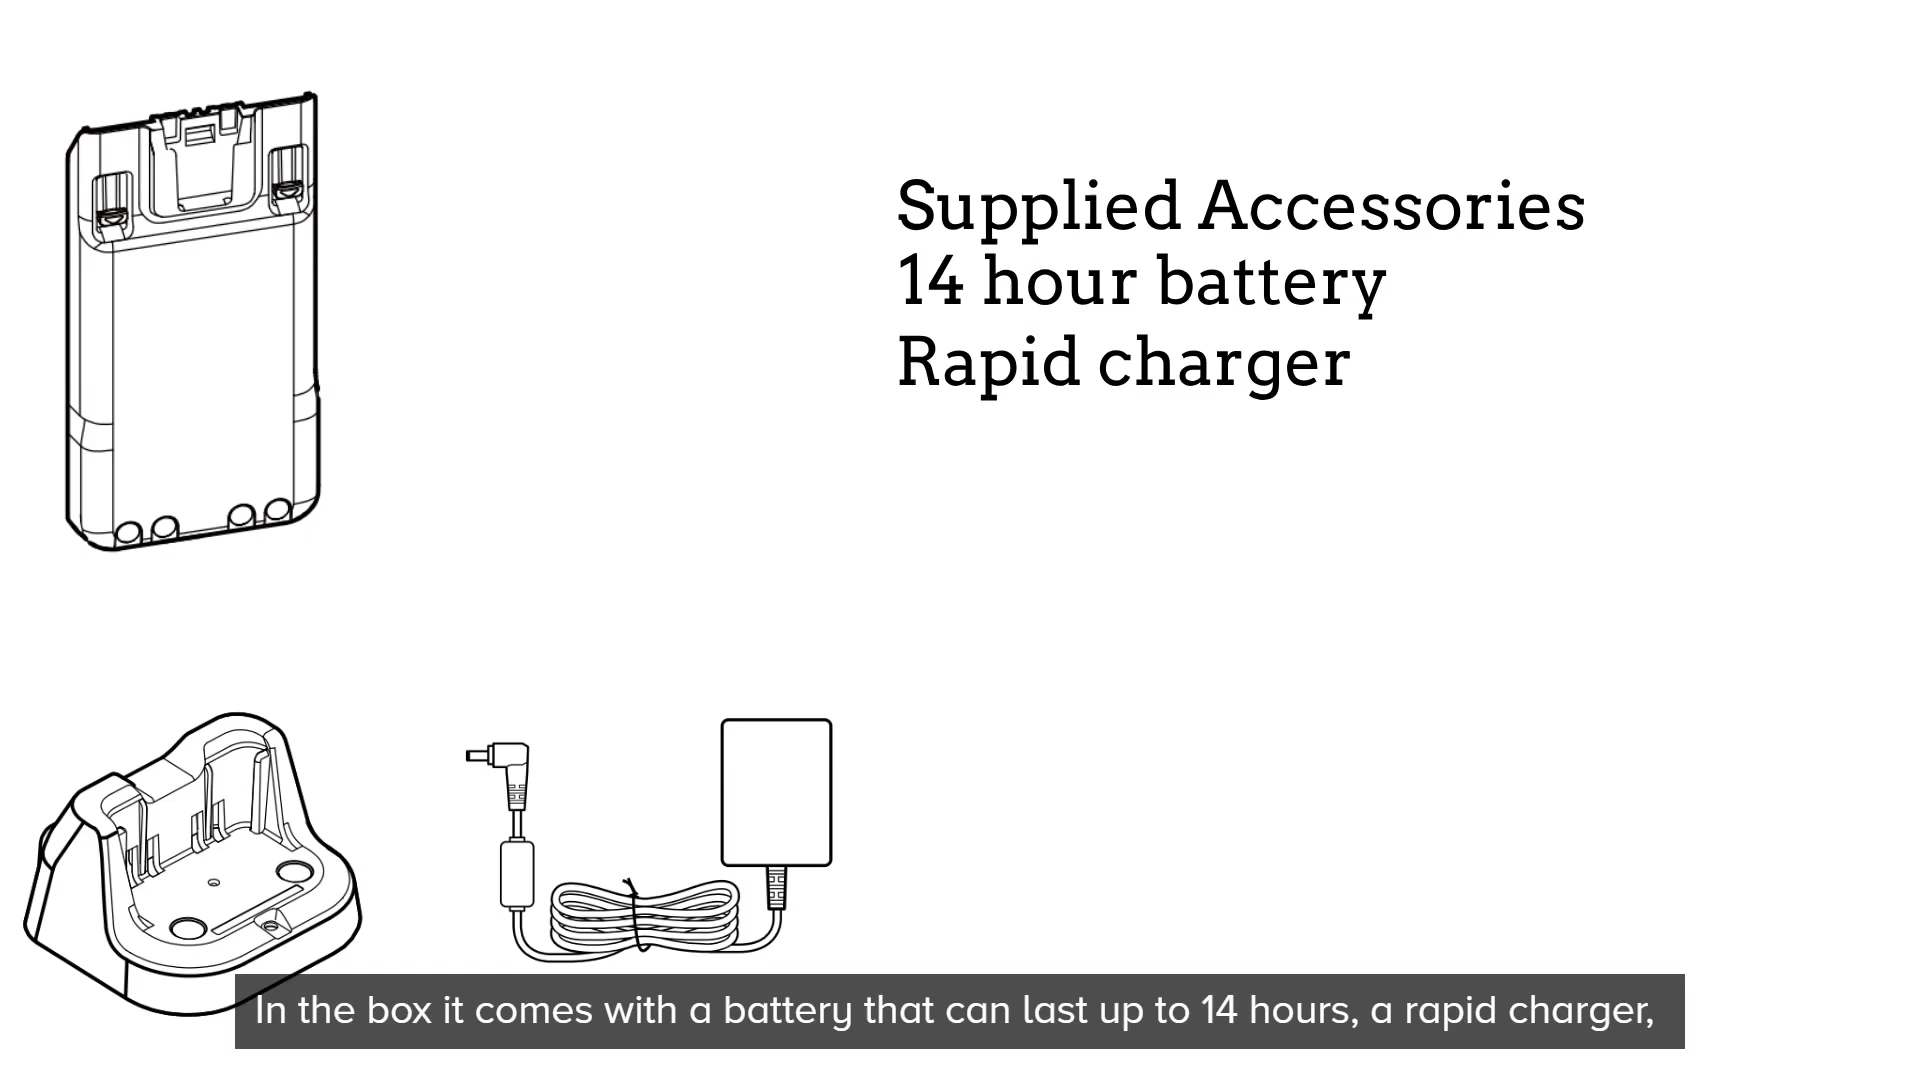 Supplied Accessories
14 hour battery
Rapid charger
In the box it comes with a battery that can last up to 14 hours, a rapid charger,